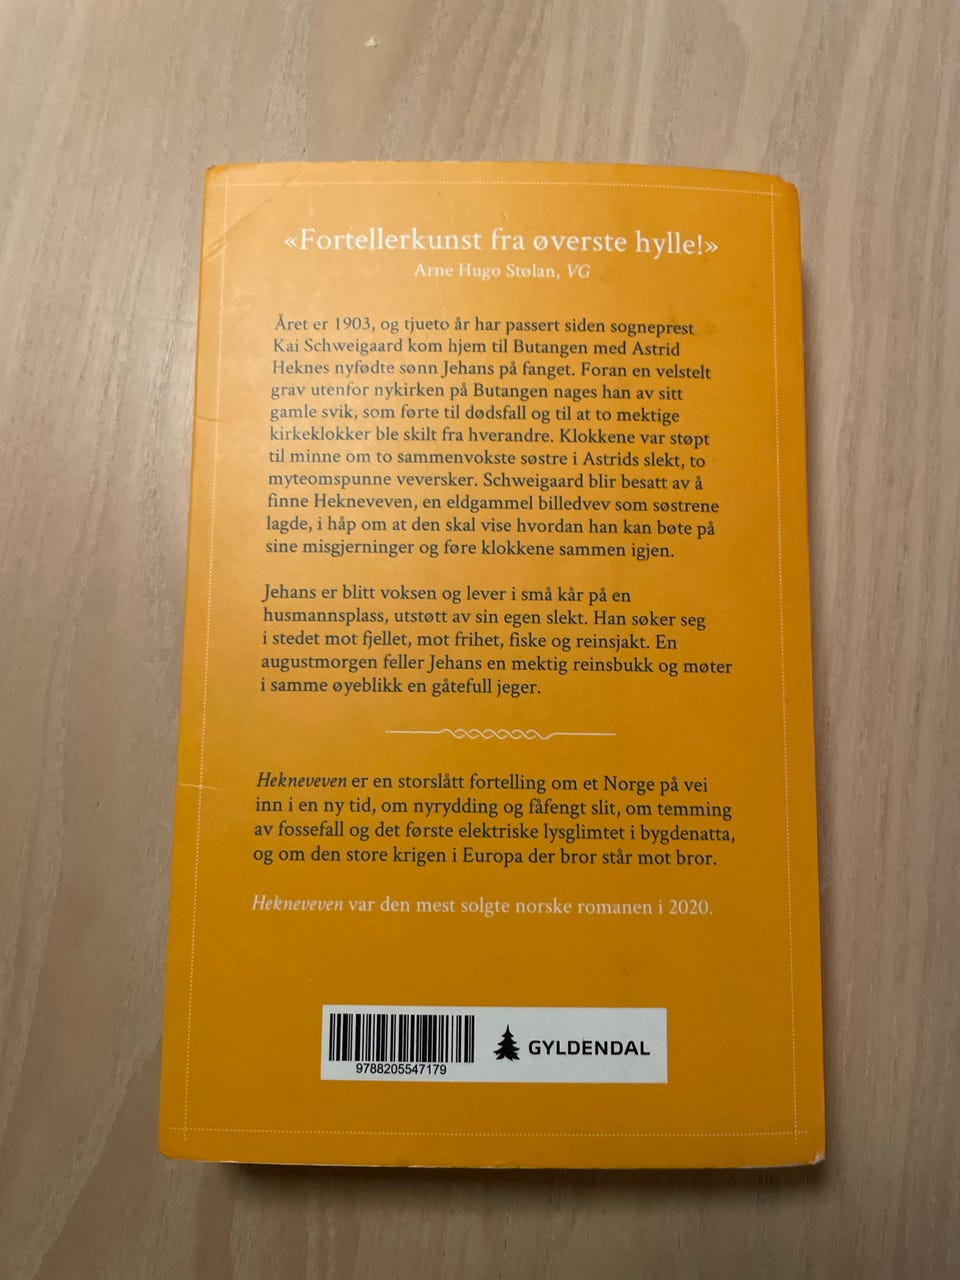 «Fortellerkunst fra øverste hylle!»
Arne Hugo Stølan, VG
Året er 1903, og tjueto år har passert siden sogneprest
Kai Schweigaard kom hjem til Butangen med Astrid
Heknes nyfødte sønn Jehans på fanget. Foran en velstelt
grav utenfor nykirken på Butangen nages han av sitt
gamle svik, som førte til dødsfall og til at to mektige
kirkeklokker ble skilt fra hverandre. Klokkene var støpt
til minne om to sammenvokste søstre i Astrids slekt, to
myteomspunne veversker. Schweigaard blir besatt av å
finne Hekneveven, en eldgammel billedvev som søstrene
lagde, i håp om at den skal vise hvordan han kan bøte på
sine misgjerninger og føre klokkene sammen igjen.
Jehans er blitt voksen og lever i små kår på en
husmannsplass, utstøtt av sin egen slekt. Han søker seg
i stedet mot fjellet, mot frihet, fiske og reinsjakt. En
augustmorgen feller Jehans en mektig reinsbukk og møter
i samme øyeblikk en gåtefull jeger.
Hekneveven er en storslått fortelling om et Norge på vei
inn i en ny tid, om nyrydding og fåfengt slit, om temming
av fossefall og det første elektriske lysglimtet i bygdenatta,
og om den store krigen i Europa der bror står mot bror.
Hekneveven var den mest solgte norske romanen i 2020.
GYLDENDAL
9788205547179